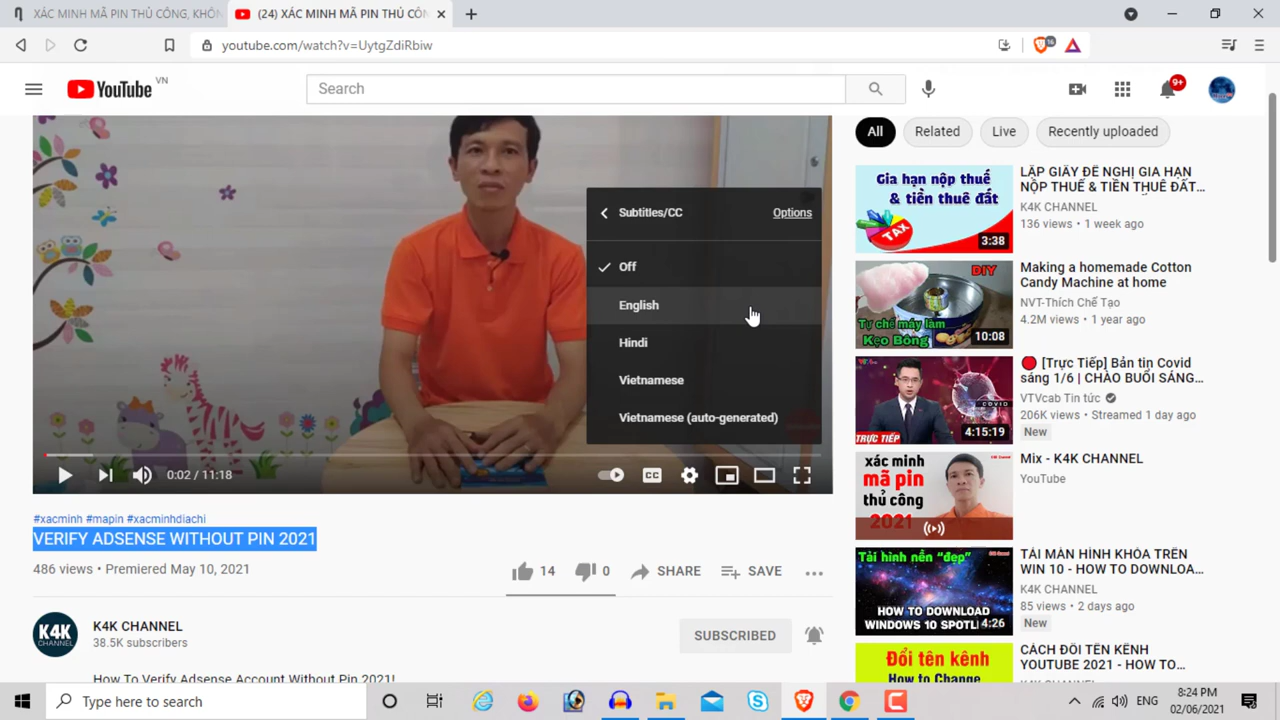 XÁC MINH MÃ PIN THỦ CÔNG, KHÔN
(24) XÁC MINH MÃ PIN THỦ CÔN
youtube.com/watch?v=UytgZdiRbiw
16
YouTube VN
Search
9+
Subtitles/CC
Options
Off
English
Hindi
Vietnamese
Vietnamese (auto-generated)
0:02 / 11:18
CC
#xacminh #mapin #xacminhdiachi
VERIFY ADSENSE WITHOUT PIN 2021
486 views • Premiered May 10, 2021
14
0
SHARE
SAVE
K4K
CHANNEL
K4K CHANNEL
38.5K subscribers
SUBSCRIBED
How To Verify Adsense Account Without Pin 2021!
All
Related
Live
Recently uploaded
Gia hạn nộp thuế
& tiền thuê đất
TAX
3:38
LẬP GIẤY ĐỀ NGHỊ GIA HẠN
NỘP THUẾ & TIỀN THUÊ ĐẤT...
K4K CHANNEL
136 views • 1 week ago
DIY
Tự chế máy làm
Kẹo Bông
10:08
Making a homemade Cotton
Candy Machine at home
NVT-Thích Chế Tạo
4.2M views • 1 year ago
COVID
TRỰC TIẾP
4:15:19
[Trực Tiếp] Bản tin Covid
sáng 1/6 | CHÀO BUỔI SÁNG...
VTVcab Tin tức
206K views • Streamed 1 day ago
New
xác minh
mã pin
thủ công
2021
Mix - K4K CHANNEL
YouTube
Tải hình nền "đẹp"
HOW TO DOWNLOAD
WINDOWS 10 SPOTL
4:26
TẢI MÀN HÌNH KHÓA TRÊN
WIN 10 - HOW TO DOWNLOA...
K4K CHANNEL
85 views • 2 days ago
New
Đổi tên kênh
How to Change
CÁCH ĐỔI TÊN KÊNH
YOUTUBE 2021 - HOW TO...
Type here to search
ENG
8:24 PM
02/06/2021